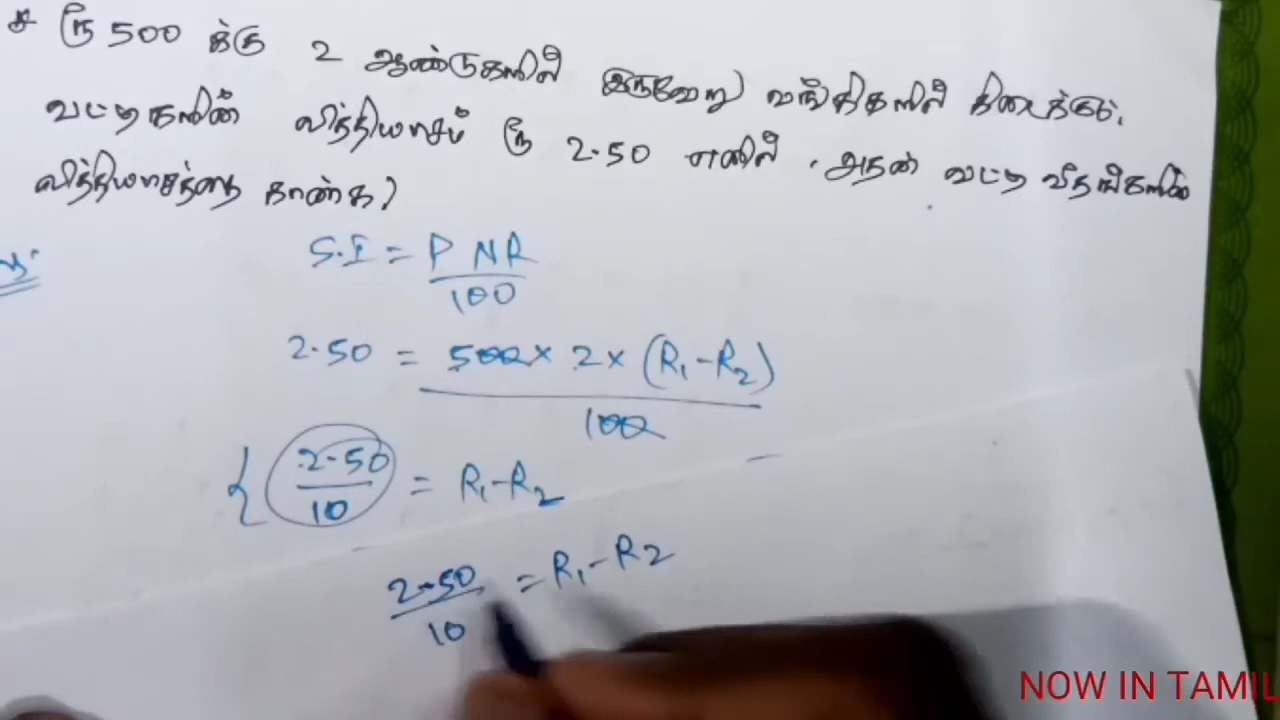 * ரூ 500 க்கு 2 ஆண்டுகளில் இருவேறு வங்கிகளில் கிடைக்கும்
வட்டிகளின் வித்தியாசம் ரூ 2.50 எனில் . அதன் வட்டி வீதங்களின்
வித்தியாசத்தை காண்க?
S.I = P N R
100
2.50 = 500 × 2 × (R₁ - R₂)
100
{ 2.50 = R₁ - R₂
10
2.50 = R₁ - R₂
10
NOW IN TAMIL